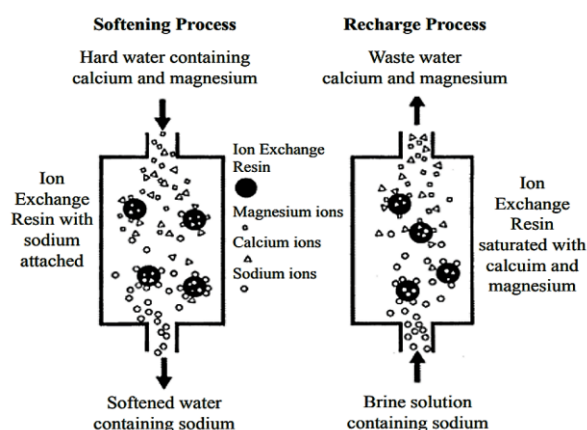 Softening Process
Hard water containing
calcium and magnesium
Ion
Exchange
Resin with
sodium
attached
Ion Exchange
Resin
Magnesium ions
Calcium ions
Sodium ions
Softened water
containing sodium
Recharge Process
Waste water
calcium and magnesium
Ion
Exchange
Resin
saturated with
calcuim and
magnesium
Brine solution
containing sodium